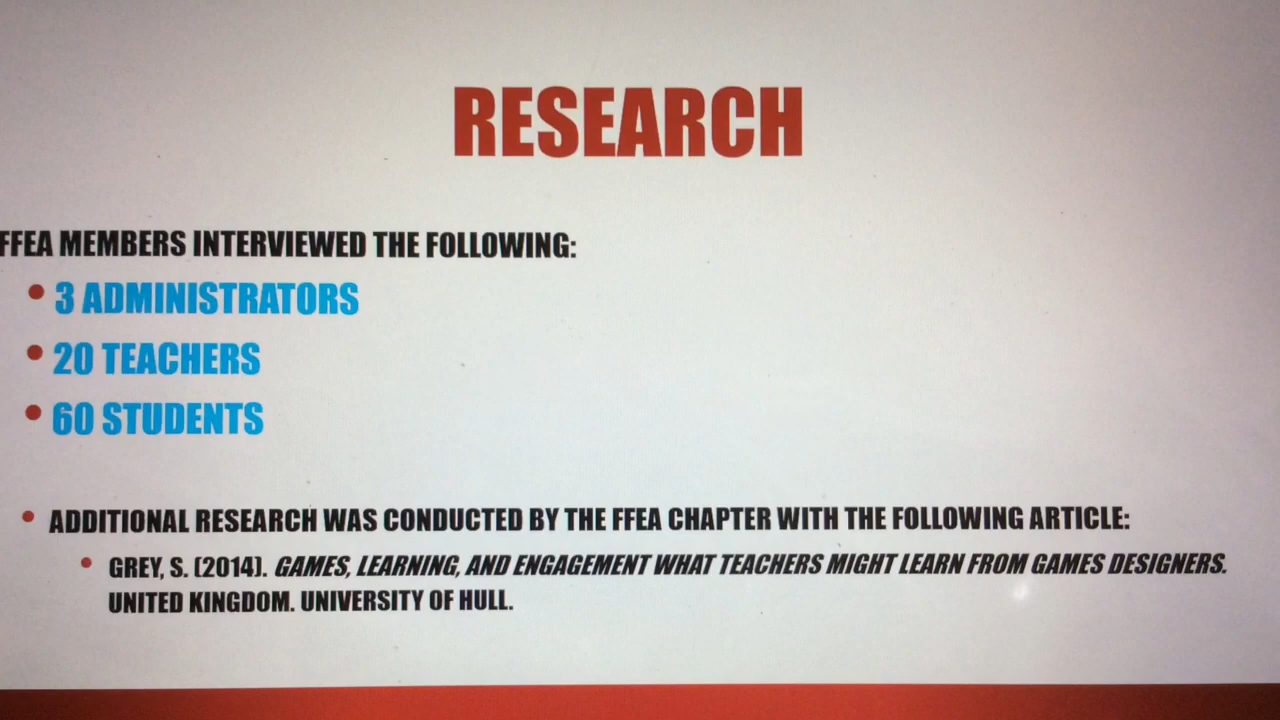 RESEARCH
FFEA MEMBERS INTERVIEWED THE FOLLOWING:
• 3 ADMINISTRATORS
• 20 TEACHERS
• 60 STUDENTS
• ADDITIONAL RESEARCH WAS CONDUCTED BY THE FFEA CHAPTER WITH THE FOLLOWING ARTICLE:
• GREY, S. (2014). GAMES, LEARNING, AND ENGAGEMENT WHAT TEACHERS MIGHT LEARN FROM GAMES DESIGNERS.
UNITED KINGDOM. UNIVERSITY OF HULL.